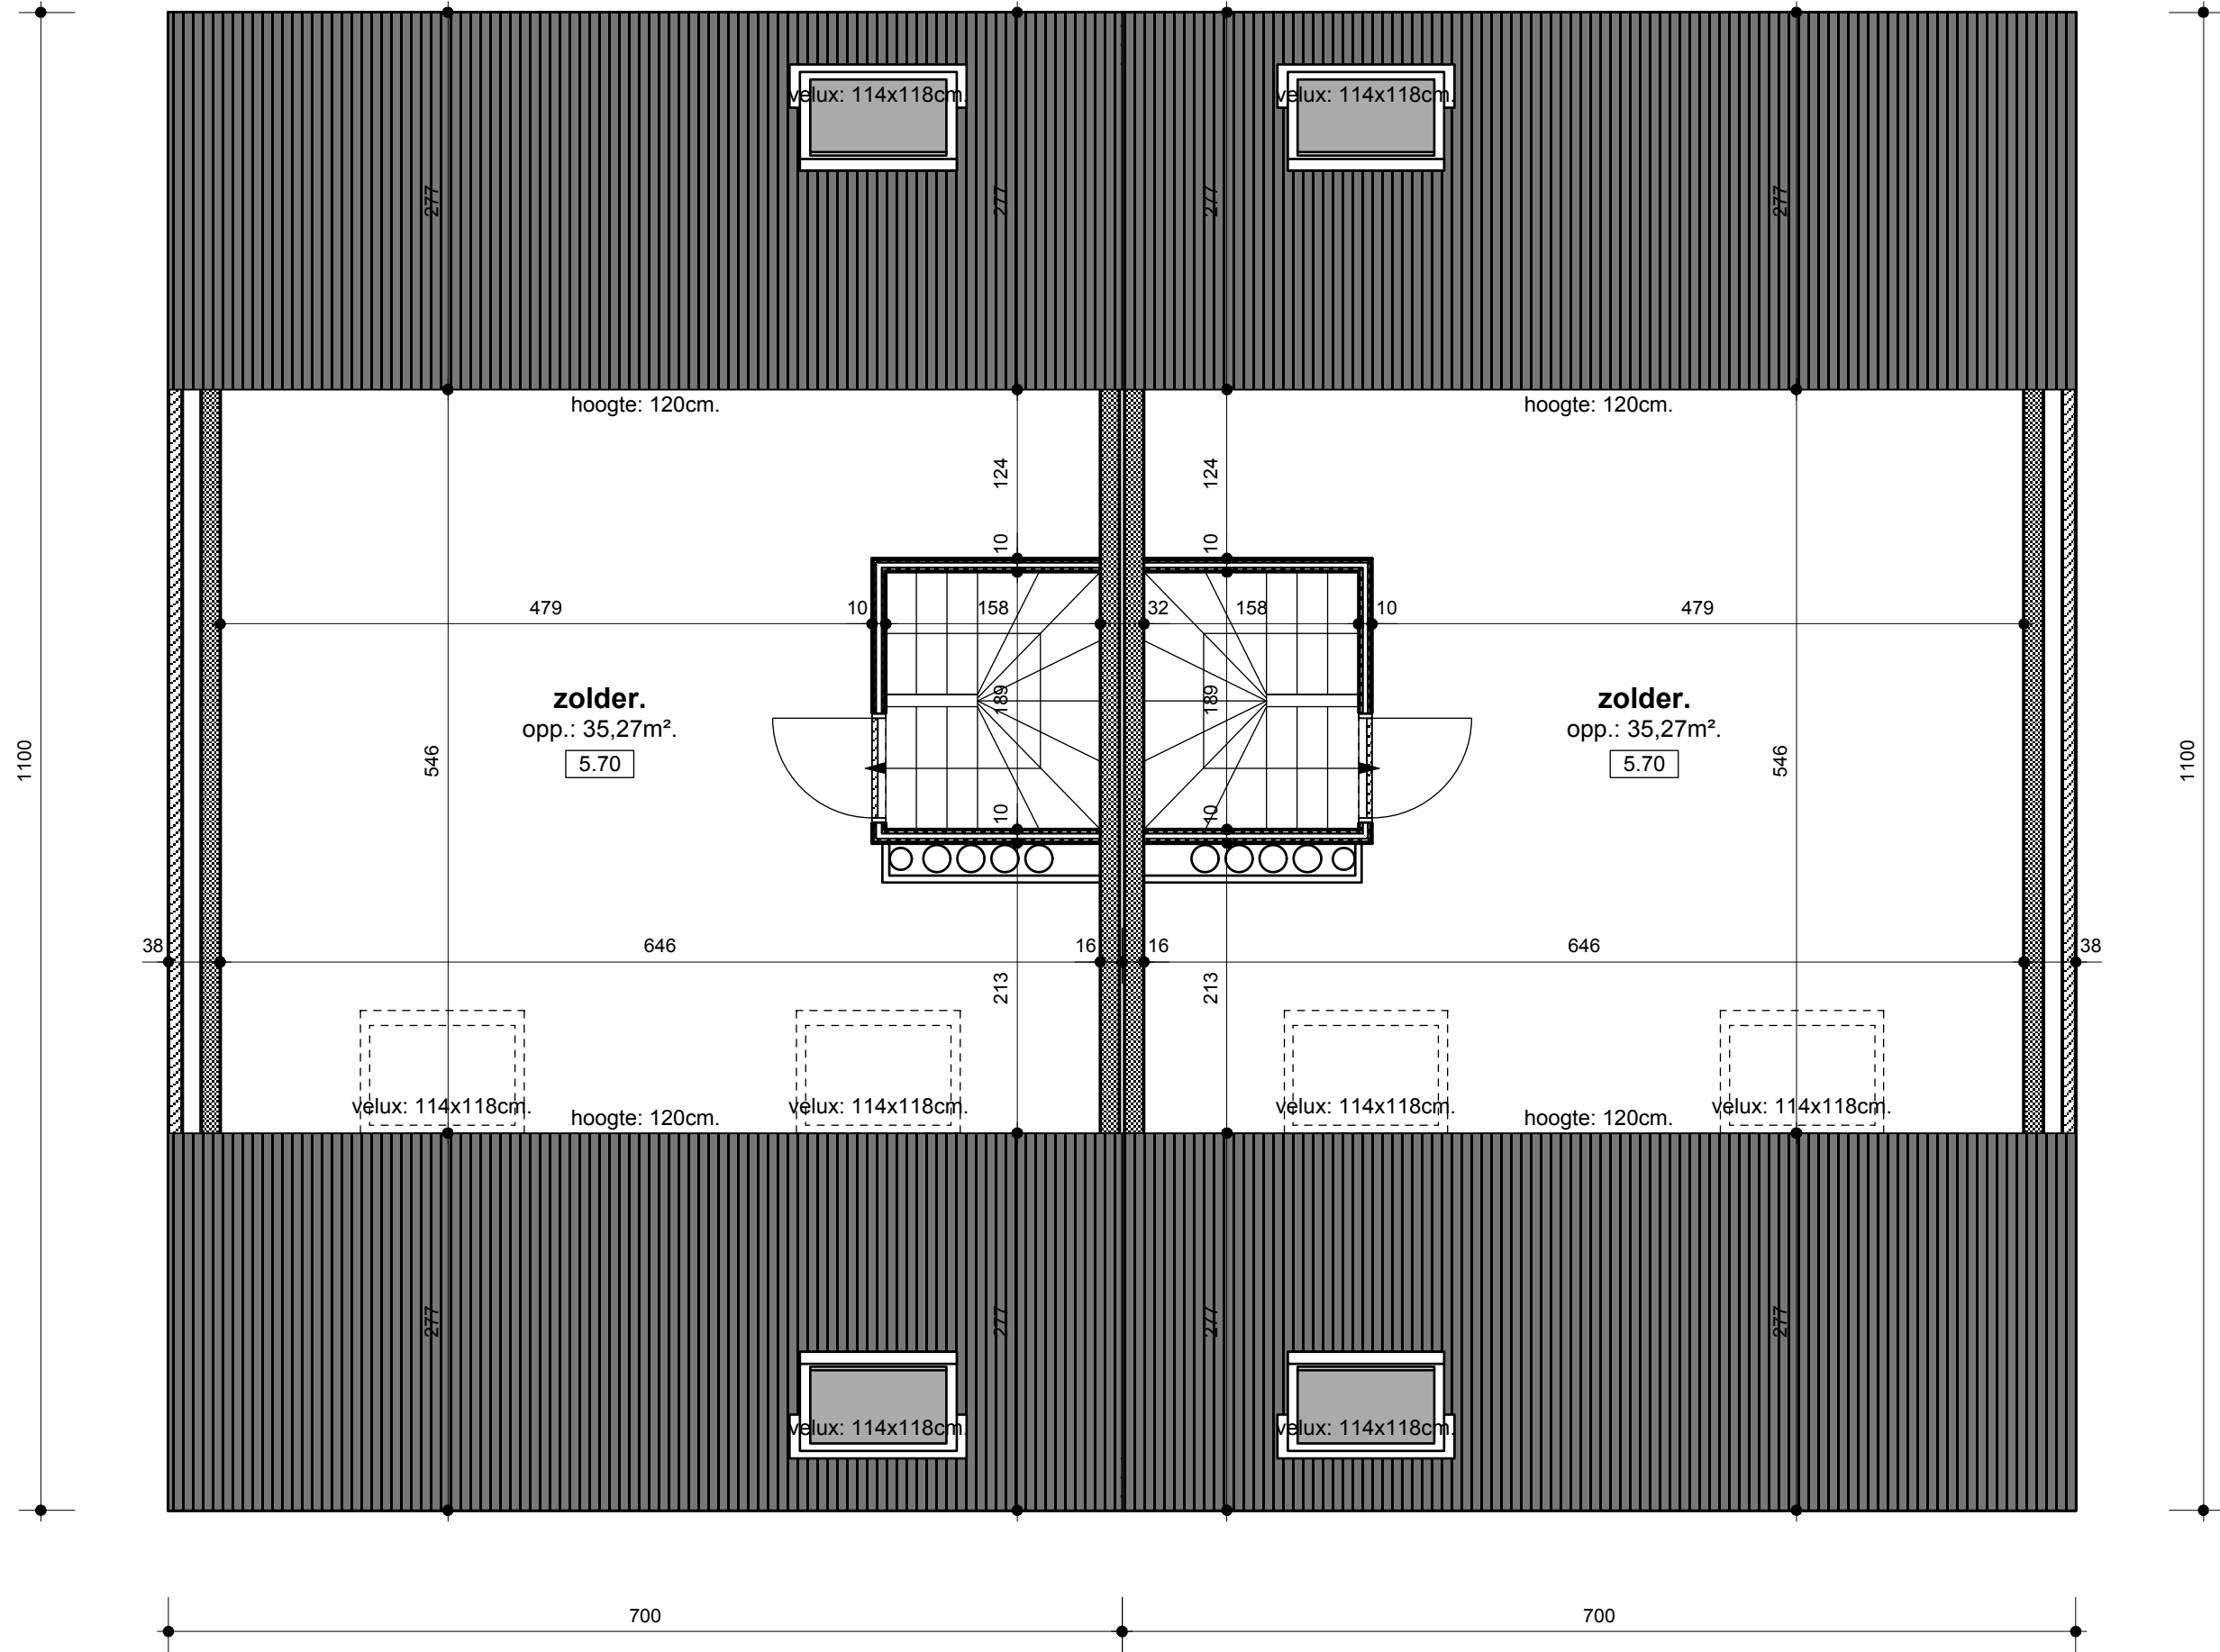 velux: 114x118cm.
velux: 114x118cm.
277
277
277
277
hoogte: 120cm.
hoogte: 120cm.
124
124
10
10
479
10
158
32
158
10
479
zolder.
opp.: 35,27m².
5.70
189
189
zolder.
opp.: 35,27m².
5.70
1100
546
546
1100
10
10
38
646
16
16
646
38
213
213
velux: 114x118cm.
hoogte: 120cm.
velux: 114x118cm.
velux: 114x118cm.
hoogte: 120cm.
velux: 114x118cm.
277
277
277
277
velux: 114x118cm.
velux: 114x118cm.
700
700